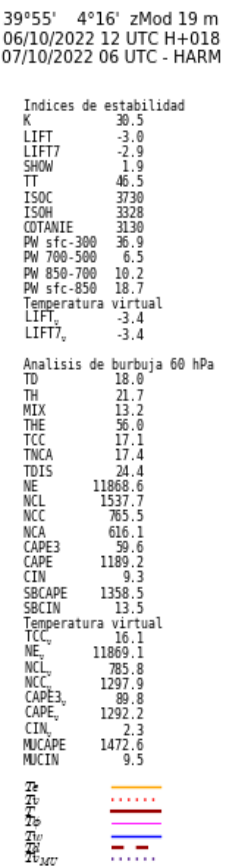 39°55' 4°16' zMod 19 m
06/10/2022 12 UTC H+018
07/10/2022 06 UTC - HARM
Indices de estabilidad
K 30.5
LIFT -3.0
LIFT7 -2.9
SHOW 1.9
TT 46.5
ISOC 3730
ISOH 3328
COTANIE 3130
PW sfc-300 36.9
PW 700-500 6.5
PW 850-700 10.2
PW sfc-850 18.7
Temperatura virtual
LIFTv -3.4
LIFT7v -3.4
Analisis de burbuja 60 hPa
TD 18.0
TH 21.7
MIX 13.2
THE 56.0
TCC 17.1
TNCA 17.4
TDIS 24.4
NE 11868.6
NCL 1537.7
NCC 765.5
NCA 616.1
CAPE3 59.6
CAPE 1189.2
CIN 9.3
SBCAPE 1358.5
SBCIN 13.5
Temperatura virtual
TCCv 16.1
NEv 11869.1
NCLv 785.8
NCCv 1297.9
CAPE3v 89.8
CAPEv 1292.2
CINv 2.3
MUCAPE 1472.6
MUCIN 9.5
Te
Tv
T
Tp
Tw
Td
TvMU